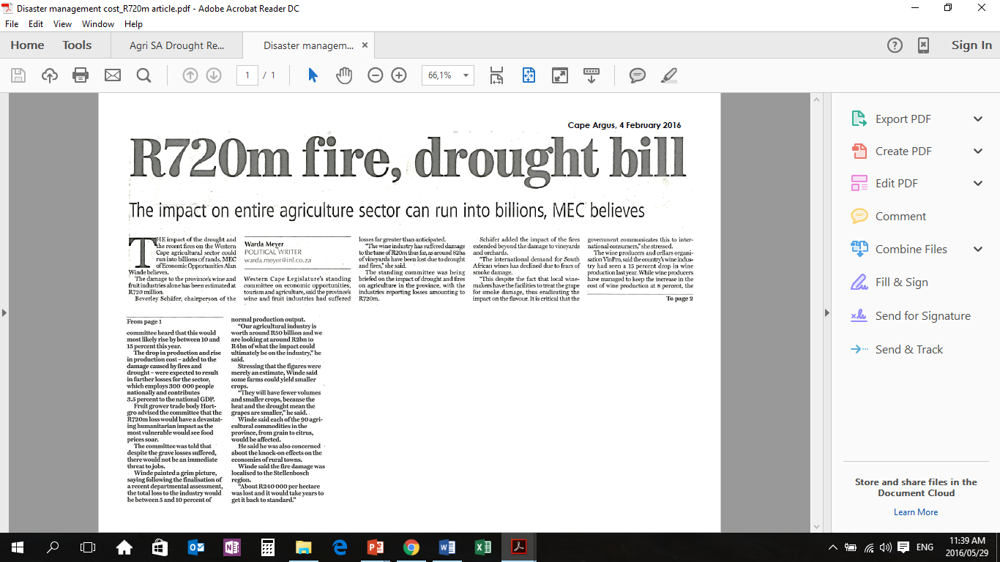 Disaster management cost_R720m article.pdf - Adobe Acrobat Reader DC
File Edit View Window Help
Home Tools Agri SA Drought Re... Disaster managem... × Sign In
1 / 1 66,1%
Cape Argus, 4 February 2016
R720m fire, drought bill
The impact on entire agriculture sector can run into billions, MEC believes
THE impact of the drought and
the recent fires on the Western
Cape agricultural sector could
run into billions of rands, MEC
of Economic Opportunities Alan
Winde believes.
The damage to the province's wine and
fruit industries alone has been estimated at
R720 million.
Beverley Schäfer, chairperson of the
Warda Meyer
POLITICAL WRITER
warda.meyer@inl.co.za
Western Cape Legislature's standing
committee on economic opportunities,
tourism and agriculture, said the province's
wine and fruit industries had suffered
losses far greater than anticipated.
"The wine industry has suffered damage
to the tune of R20m thus far, as around 82ha
of vineyards have been lost due to drought
and fires," she said.
The standing committee was being
briefed on the impact of drought and fires
on agriculture in the province, with the
industries reporting losses amounting to
R720m.
Schäfer added the impact of the fires
extended beyond the damage to vineyards
and orchards.
"The international demand for South
African wines has declined due to fears of
smoke damage.
"This despite the fact that local wine-
makers have the facilities to treat the grape
for smoke damage, thus eradicating the
impact on the flavour. It is critical that the
government communicates this to inter-
national consumers," she stressed.
The wine producers and cellars organi-
sation VinPro, said the country's wine indus-
try had seen a 15 percent drop in wine
production last year. While wine producers
have managed to keep the increase in the
cost of wine production at 8 percent, the
To page 2
From page 1
committee heard that this would
most likely rise by between 10 and
15 percent this year.
The drop in production and rise
in production cost – added to the
damage caused by fires and
drought – were expected to result
in further losses for the sector,
which employs 300 000 people
nationally and contributes
3.5 percent to the national GDP.
Fruit grower trade body Hort-
gro advised the committee that the
R720m loss would have a devastat-
ing humanitarian impact as the
most vulnerable would see food
prices soar.
The committee was told that
despite the grave losses suffered,
there would not be an immediate
threat to jobs.
Winde painted a grim picture,
saying following the finalisation of
a recent departmental assessment,
the total loss to the industry would
be between 5 and 10 percent of
normal production output.
"Our agricultural industry is
worth around R50 billion and we
are looking at around R2bn to
R4bn of what the impact could
ultimately be on the industry," he
said.
Stressing that the figures were
merely an estimate, Winde said
some farms could yield smaller
crops.
"They will have fewer volumes
and smaller crops, because the
heat and the drought mean the
grapes are smaller," he said.
Winde said each of the 90 agri-
cultural commodities in the
province, from grain to citrus,
would be affected.
He said he was also concerned
about the knock-on effects on the
economies of rural towns.
Winde said the fire damage was
localised to the Stellenbosch
region.
"About R240 000 per hectare
was lost and it would take years to
get it back to standard."
Export PDF
Create PDF
Edit PDF
Comment
Combine Files
Fill & Sign
Send for Signature
Send & Track
Store and share files in the
Document Cloud
Learn More
ENG
11:39 AM
2016/05/29